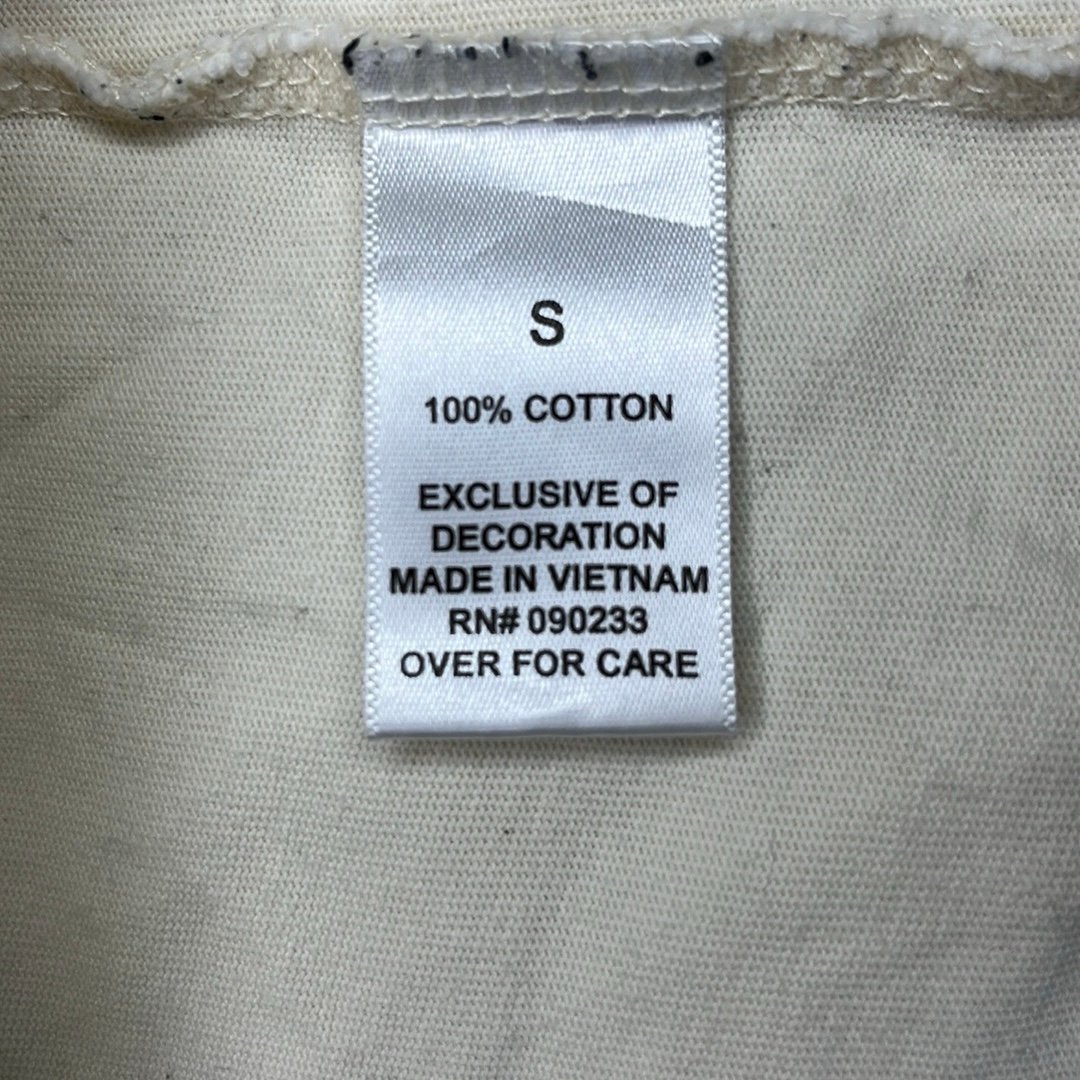 S
100% COTTON
EXCLUSIVE OF
DECORATION
MADE IN VIETNAM
RN# 090233
OVER FOR CARE